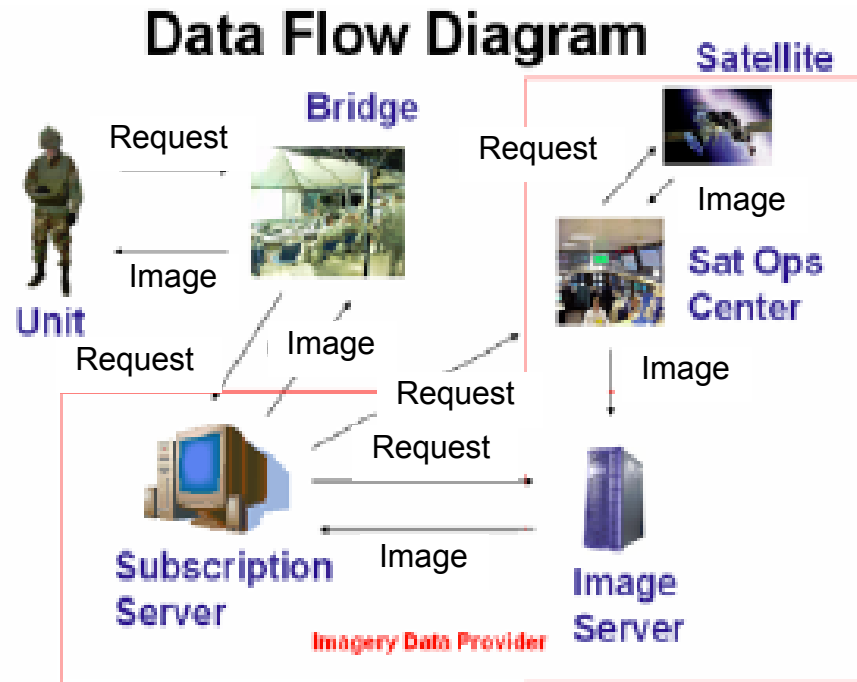 Data Flow Diagram
Satellite
Bridge
Request
Request
Image
Image
Sat Ops
Center
Unit
Request
Image
Image
Request
Request
Image
Subscription
Server
Image
Server
Imagery Data Provider